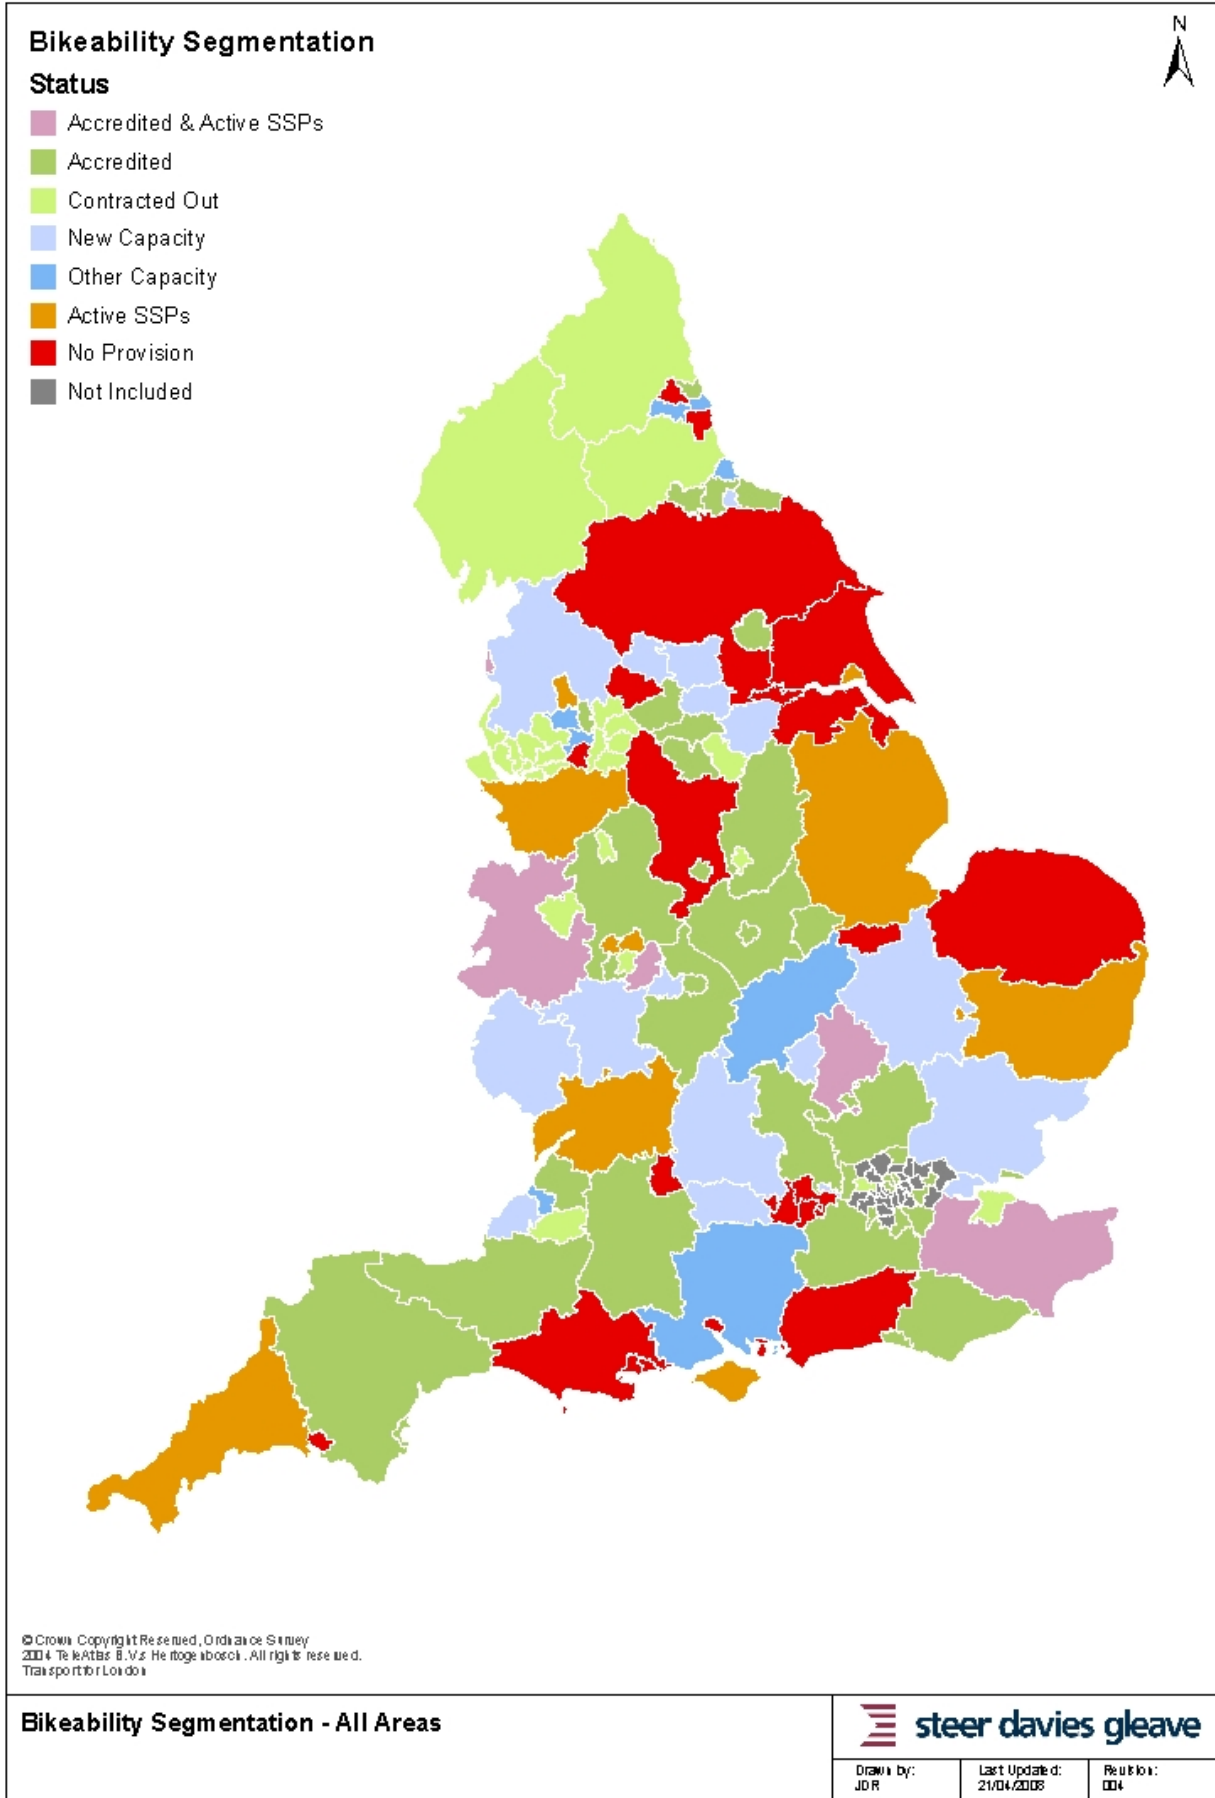 Bikeability Segmentation
N
Status
Accredited & Active SSPs
Accredited
Contracted Out
New Capacity
Other Capacity
Active SSPs
No Provision
Not Included
© Crown Copyright Reserved, Ordnance Survey
2004 TeleAtlas B.V.s Hertogenbosch. All rights reserved.
Transport for London
Bikeability Segmentation - All Areas
steer davies gleave
Drawn by:
JDR
Last Updated:
21/04/2008
Revision:
004